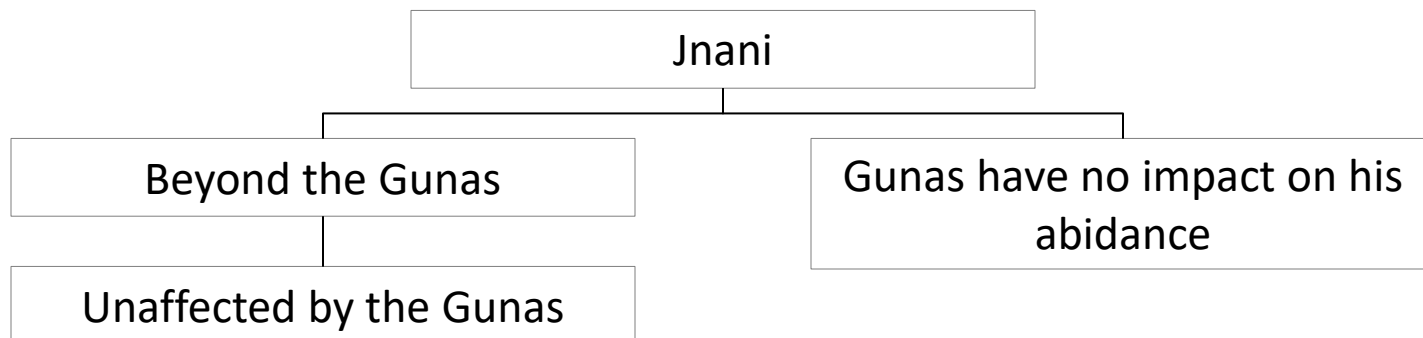 Jnani
Beyond the Gunas
Gunas have no impact on his
abidance
Unaffected by the Gunas